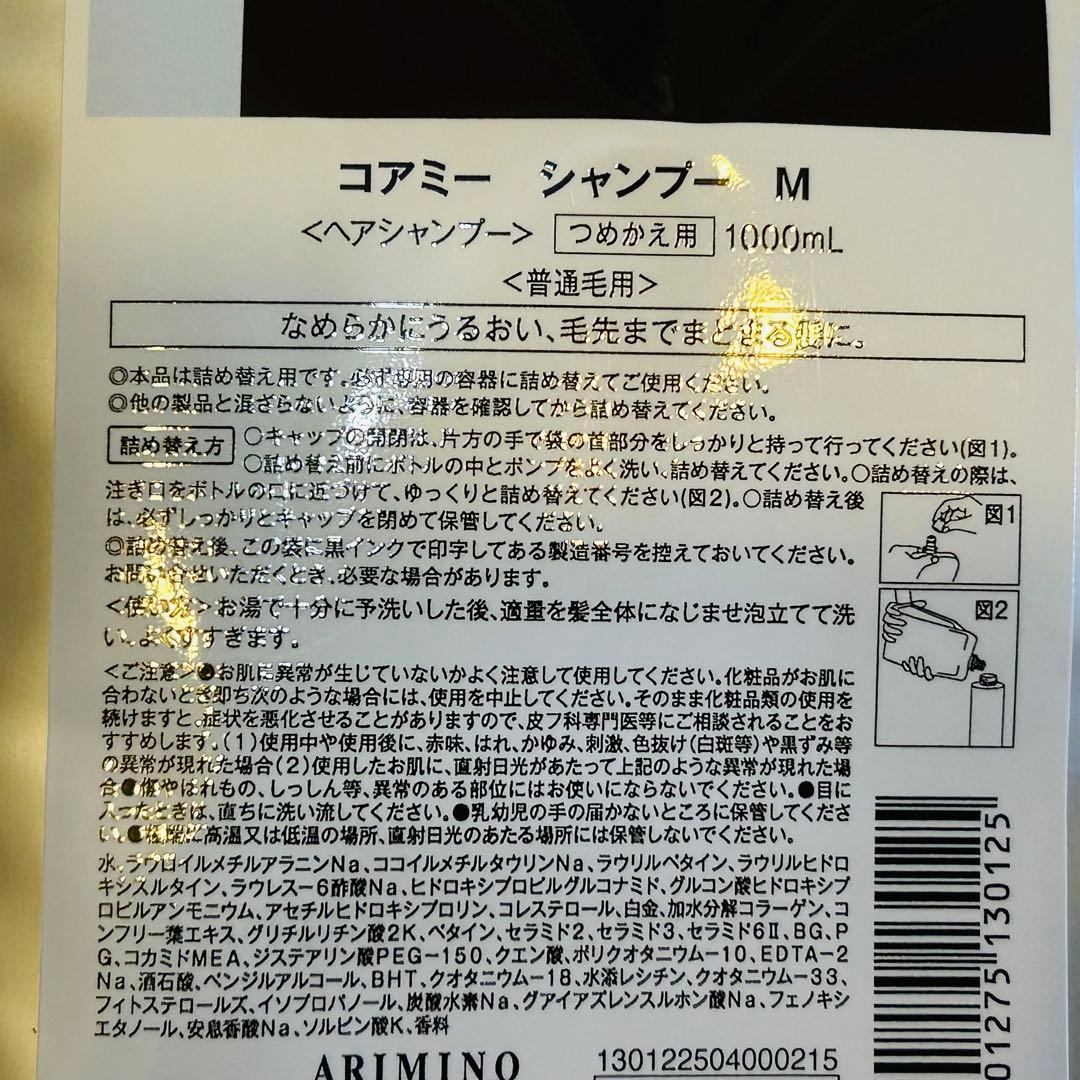 コアミー　シャンプー　M
＜ヘアシャンプー＞ つめかえ用 1000mL
＜普通毛用＞
なめらかにうるおい、毛先までまとまる髪に。
◎本品は詰め替え用です。必ず専用の容器に詰め替えてご使用ください。
◎他の製品と混ざらないように、容器を確認してから詰め替えてください。
詰め替え方 ○キャップの開閉は、片方の手で袋の首部分をしっかりと持って行ってください(図1)。
○詰め替え前にボトルの中とポンプをよく洗い、詰め替えてください。○詰め替えの際は、
注ぎ口をボトルの口に近づけて、ゆっくりと詰め替えてください(図2)。○詰め替え後
は、必ずしっかりとキャップを閉めて保管してください。
図1
◎詰め替え後、この袋に黒インクで印字してある製造番号を控えておいてください。
お問い合せいただくとき、必要な場合があります。
＜使い方＞お湯で十分に予洗いした後、適量を髪全体になじませ泡立てて洗
い、よくすすぎます。
図2
＜ご注意＞●お肌に異常が生じていないかよく注意して使用してください。化粧品がお肌に
合わないとき即ち次のような場合には、使用を中止してください。そのまま化粧品類の使用を
続けますと、症状を悪化させることがありますので、皮フ科専門医等にご相談されることをお
すすめします。(1)使用中や使用後に、赤味、はれ、かゆみ、刺激、色抜け(白斑等)や黒ずみ等
の異常が現れた場合(2)使用したお肌に、直射日光があたって上記のような異常が現れた場
合●傷やはれもの、しっしん等、異常のある部位にはお使いにならないでください。●目に
入ったときは、直ちに洗い流してください。●乳幼児の手の届かないところに保管してくださ
い。●極端に高温又は低温の場所、直射日光のあたる場所には保管しないでください。
水、ラウロイルメチルアラニンNa、ココイルメチルタウリンNa、ラウリルベタイン、ラウリルヒドロ
キシスルタイン、ラウレス－6酢酸Na、ヒドロキシプロピルグルコナミド、グルコン酸ヒドロキシプ
ロピルアンモニウム、アセチルヒドロキシプロリン、コレステロール、白金、加水分解コラーゲン、コ
ンフリー葉エキス、グリチルリチン酸2K、ベタイン、セラミド2、セラミド3、セラミド6Ⅱ、BG、P
G、コカミドMEA、ジステアリン酸PEG－150、クエン酸、ポリクオタニウム－10、EDTA－2
Na、酒石酸、ベンジルアルコール、BHT、クオタニウム－18、水添レシチン、クオタニウム－33、
フィトステロールズ、イソプロパノール、炭酸水素Na、グアイアズレンスルホン酸Na、フェノキシ
エタノール、安息香酸Na、ソルビン酸K、香料
ARIMINO
130122504000215
01275130125